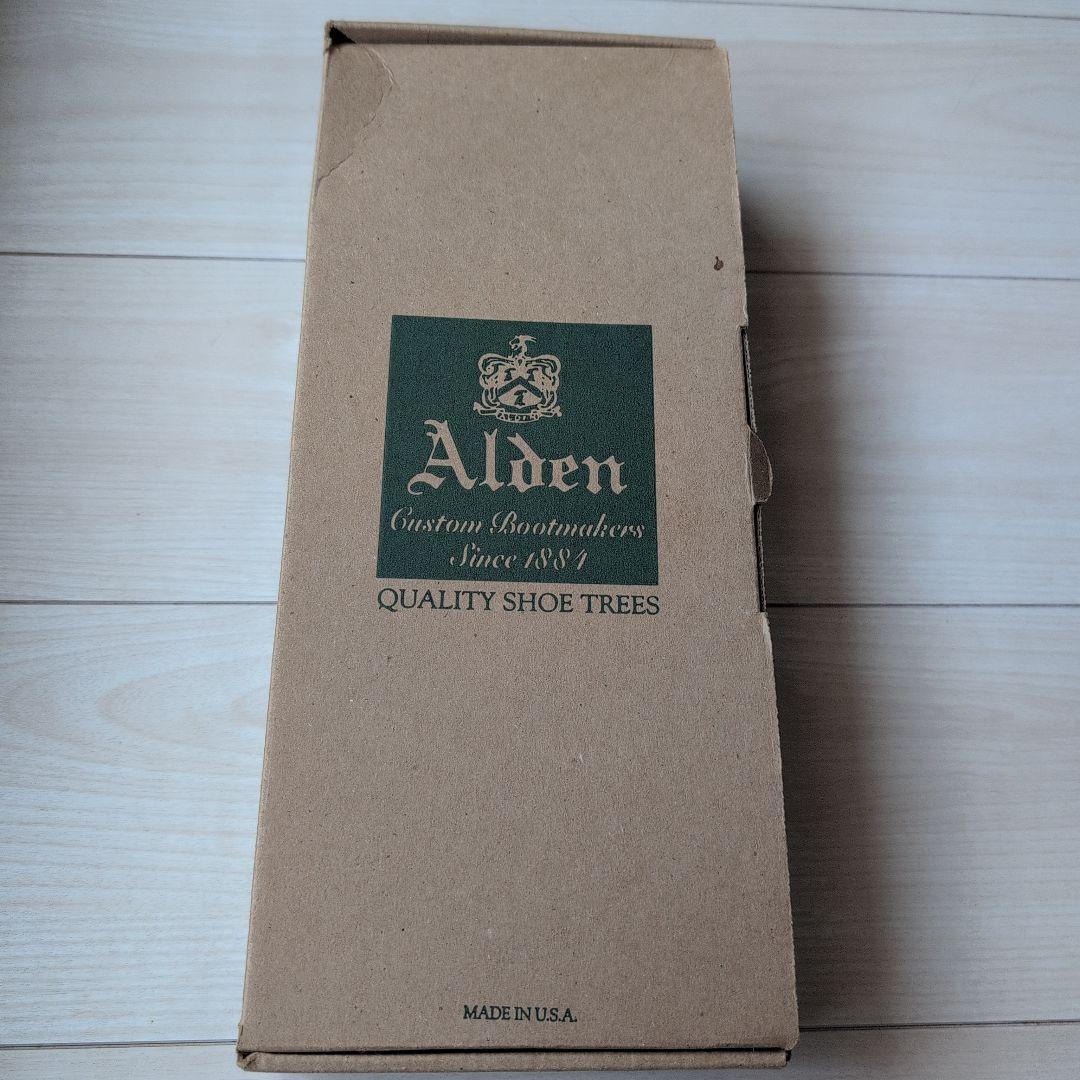 Alden
Custom Bootmakers
Since 1884
QUALITY SHOE TREES
MADE IN U.S.A.